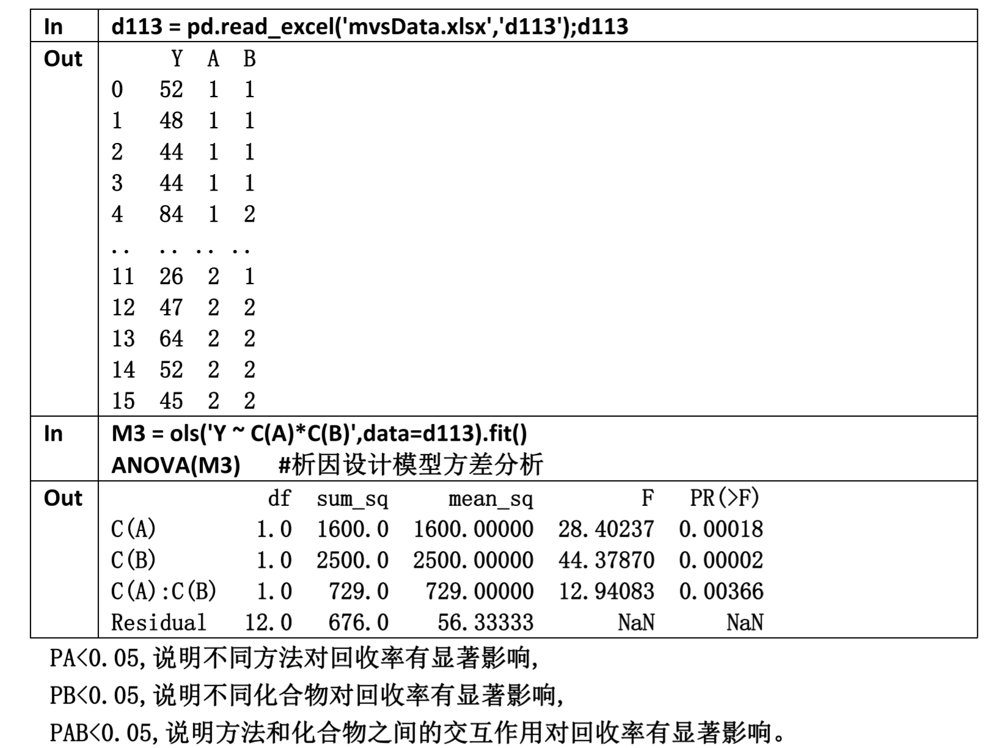 In d113 = pd.read_excel('mvsData.xlsx','d113');d113
Out Y A B
0 52 1 1
1 48 1 1
2 44 1 1
3 44 1 1
4 84 1 2
.. .. .. ..
11 26 2 1
12 47 2 2
13 64 2 2
14 52 2 2
15 45 2 2
In M3 = ols('Y ~ C(A)*C(B)',data=d113).fit()
ANOVA(M3) #析因设计模型方差分析
Out df sum_sq mean_sq F PR(>F)
C(A) 1.0 1600.0 1600.00000 28.40237 0.00018
C(B) 1.0 2500.0 2500.00000 44.37870 0.00002
C(A):C(B) 1.0 729.0 729.00000 12.94083 0.00366
Residual 12.0 676.0 56.33333 NaN NaN
PA<0.05,说明不同方法对回收率有显著影响,
PB<0.05,说明不同化合物对回收率有显著影响,
PAB<0.05,说明方法和化合物之间的交互作用对回收率有显著影响。